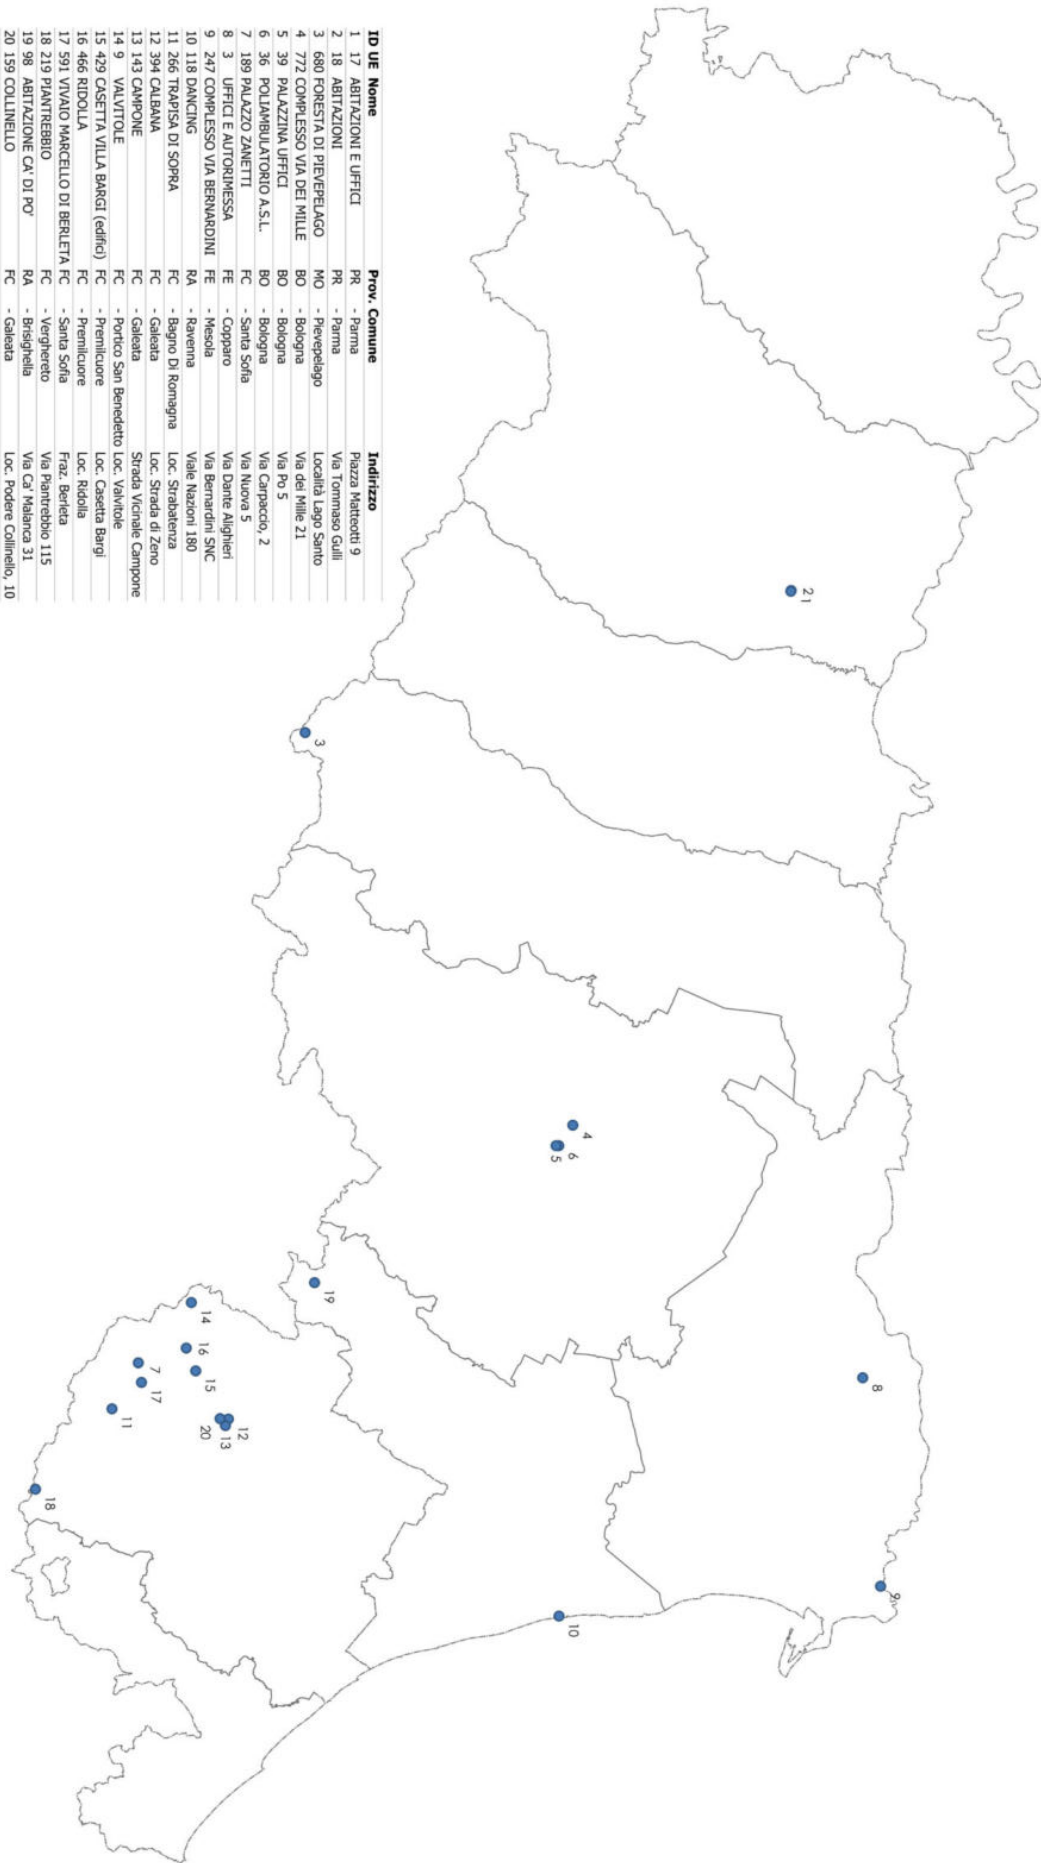 ID UE Nome Prov. Comune Indirizzo
1 17 ABITAZIONI E UFFICI PR - Parma Piazza Matteotti 9
2 18 ABITAZIONI PR - Parma Via Tommaso Gulli
3 680 FORESTA DI PIEVEPELAGO MO - Pievepelago Località Lago Santo
4 772 COMPLESSO VIA DEI MILLE BO - Bologna Via dei Mille 21
5 39 PALAZZINA UFFICI BO - Bologna Via Po 5
6 36 POLIAMBULATORIO A.S.L. BO - Bologna Via Carpaccio, 2
7 189 PALAZZO ZANETTI FC - Santa Sofia Via Nuova 5
8 3 UFFICI E AUTORIMESSA FE - Copparo Via Dante Alighieri
9 247 COMPLESSO VIA BERNARDINI FE - Mesola Via Bernardini SNC
10 118 DANCING RA - Ravenna Viale Nazioni 180
11 266 TRAPISA DI SOPRA FC - Bagno Di Romagna Loc. Strabatenza
12 394 CALBANA FC - Galeata Loc. Strada di Zeno
13 143 CAMPONE FC - Galeata Strada Vicinale Campone
14 9 VALVITOLE FC - Portico San Benedetto Loc. Valvitole
15 429 CASETTA VILLA BARGI (edifici) FC - Premilcuore Loc. Casetta Bargi
16 466 RIDOLLA FC - Premilcuore Loc. Ridolla
17 591 VIVAIO MARCELLO DI BERLETA FC - Santa Sofia Fraz. Berleta
18 219 PIANTREBBIO FC - Verghereto Via Piantrebbio 115
19 98 ABITAZIONE CA' DI PO' RA - Brisighella Via Ca' Malanca 31
20 159 COLLINELLO FC - Galeata Loc. Podere Collinello, 10
21
3
4
6
5
8
9
10
19
14
16
15
7
17
11
12
13
20
18